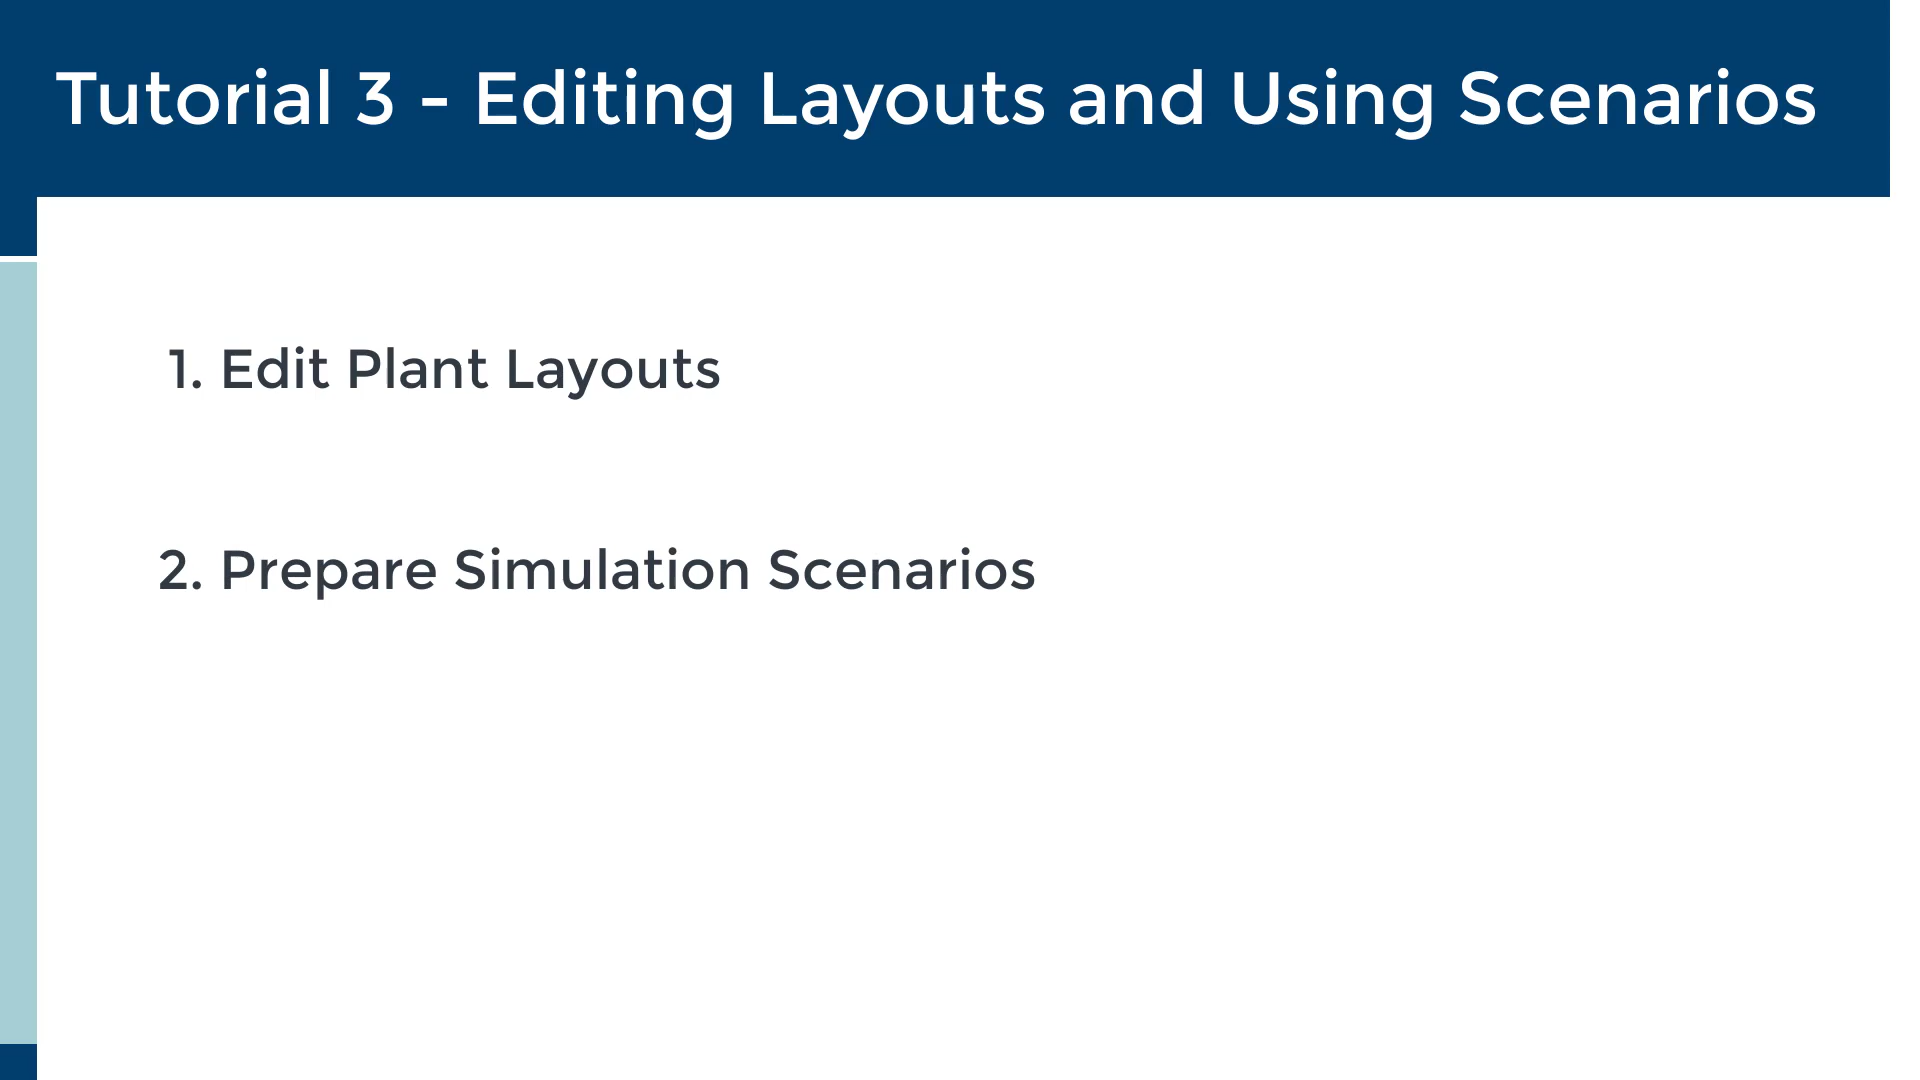 Tutorial 3 - Editing Layouts and Using Scenarios
1. Edit Plant Layouts
2. Prepare Simulation Scenarios